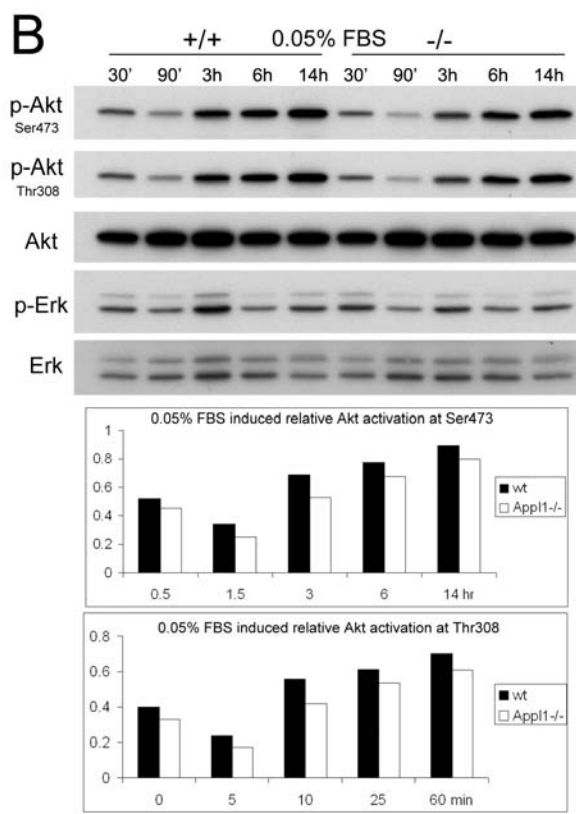 B
+/+ 0.05% FBS -/-
30' 90' 3h 6h 14h 30' 90' 3h 6h 14h
p-Akt
Ser473
p-Akt
Thr308
Akt
p-Erk
Erk
0.05% FBS induced relative Akt activation at Ser473
1
0.8
0.6
0.4
0.2
0
0.5 1.5 3 6 14 hr
wt
Appl1-/-
0.05% FBS induced relative Akt activation at Thr308
0.8
0.6
0.4
0.2
0
0 5 10 25 60 min
wt
Appl1-/-